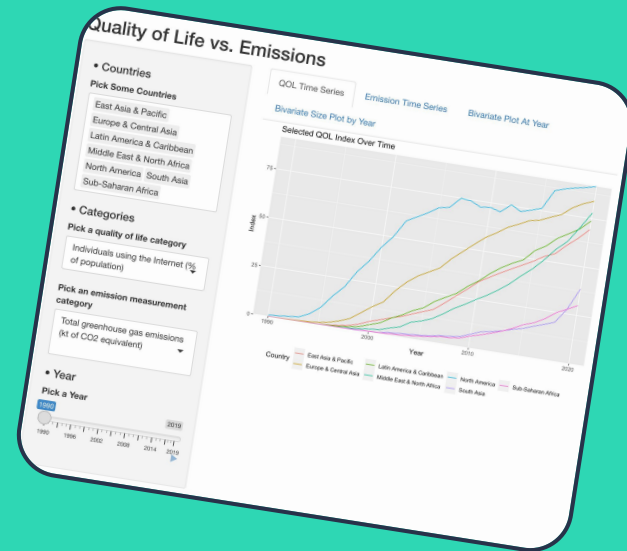 Quality of Life vs. Emissions
• Countries
Pick Some Countries
East Asia & Pacific
Europe & Central Asia
Latin America & Caribbean
Middle East & North Africa
North America South Asia
Sub-Saharan Africa
• Categories
Pick a quality of life category
Individuals using the Internet (%
of population)
Pick an emission measurement
category
Total greenhouse gas emissions
(kt of CO2 equivalent)
• Year
Pick a Year
1990 2019
1990 1996 2002 2008 2014 2019
QOL Time Series Emission Time Series Bivariate Plot At Year
Bivariate Size Plot by Year
Selected QOL Index Over Time
75
50
25
0
Index
1990 2000 2010 2020
Year
Country East Asia & Pacific Latin America & Caribbean North America Sub-Saharan Africa
Europe & Central Asia Middle East & North Africa South Asia